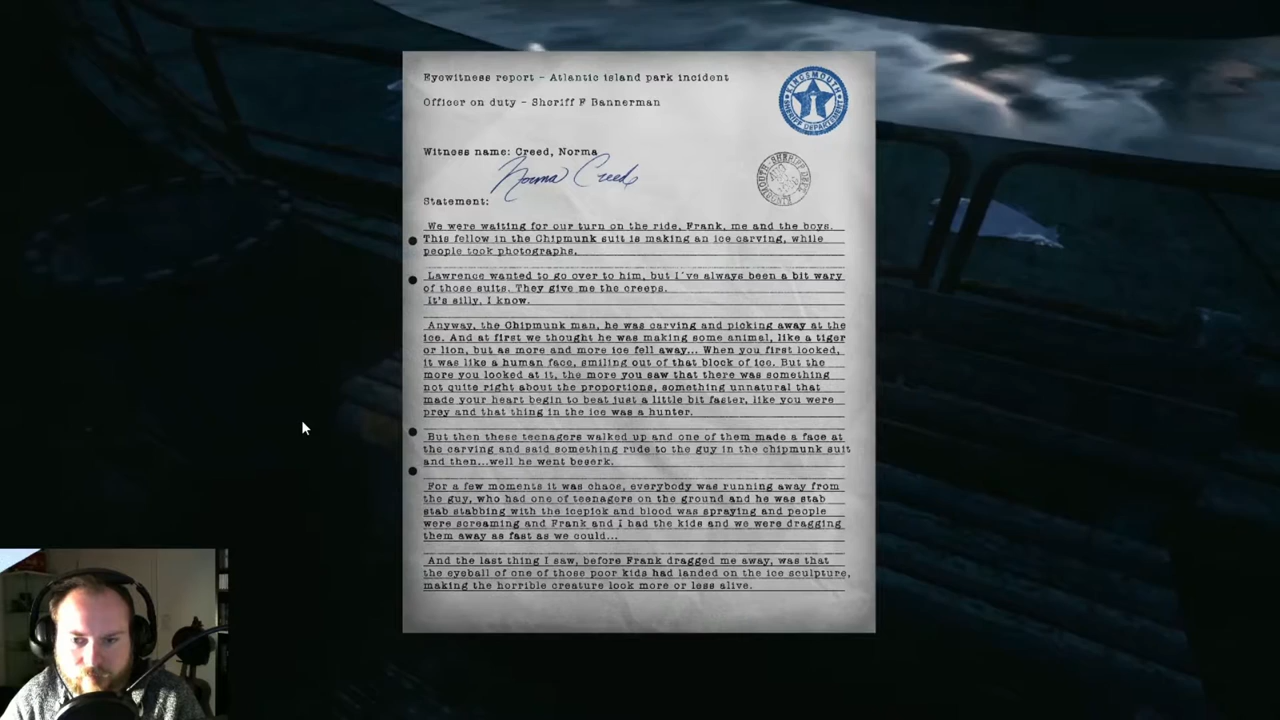 Eyewitness report - Atlantic island park incident
KINGSMOUTH
SHERIFF DEPARTEMENT
Officer on duty - Sheriff F Bannerman
Witness name: Creed, Norma
Norma Creed
Statement:
We were waiting for our turn on the ride, Frank, me and the boys.
This fellow in the Chipmunk suit is making an ice carving, while
people took photographs.
Lawrence wanted to go over to him, but I've always been a bit wary
of those suits. They give me the creeps.
It's silly, I know.
Anyway, the Chipmunk man, he was carving and picking away at the
ice. And at first we thought he was making some animal, like a tiger
or lion, but as more and more ice fell away... When you first looked,
it was like a human face, smiling out of that block of ice. But the
more you looked at it, the more you saw that there was something
not quite right about the proportions, something unnatural that
made your heart begin to beat just a little bit faster, like you were
prey and that thing in the ice was a hunter.
But then these teenagers walked up and one of them made a face at
the carving and said something rude to the guy in the chipmunk suit
and then...well he went beserk.
For a few moments it was chaos, everybody was running away from
the guy, who had one of teenagers on the ground and he was stab
stab stabbing with the icepick and blood was spraying and people
were screaming and Frank and I had the kids and we were dragging
them away as fast as we could...
And the last thing I saw, before Frank dragged me away, was that
the eyeball of one of those poor kids had landed on the ice sculpture,
making the horrible creature look more or less alive.